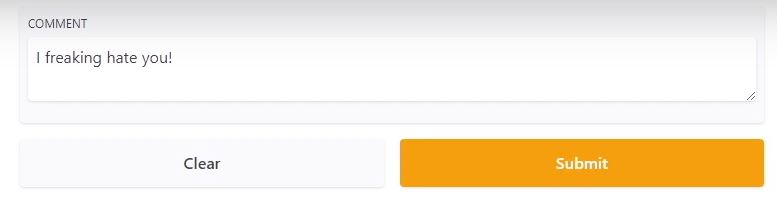 COMMENT
I freaking hate you!
Clear
Submit